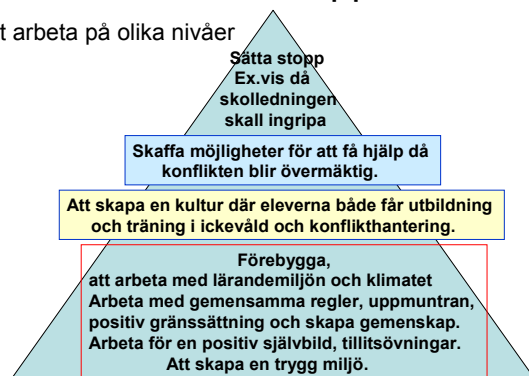 t arbeta på olika nivåer
Sätta stopp
Ex.vis då
skolledningen
skall ingripa
Skaffa möjligheter för att få hjälp då
konflikten blir övermäktig.
Att skapa en kultur där eleverna både får utbildning
och träning i ickevåld och konflikthantering.
Förebygga,
att arbeta med lärandemiljön och klimatet
Arbeta med gemensamma regler, uppmuntran,
positiv gränssättning och skapa gemenskap.
Arbeta för en positiv självbild, tillitsövningar.
Att skapa en trygg miljö.